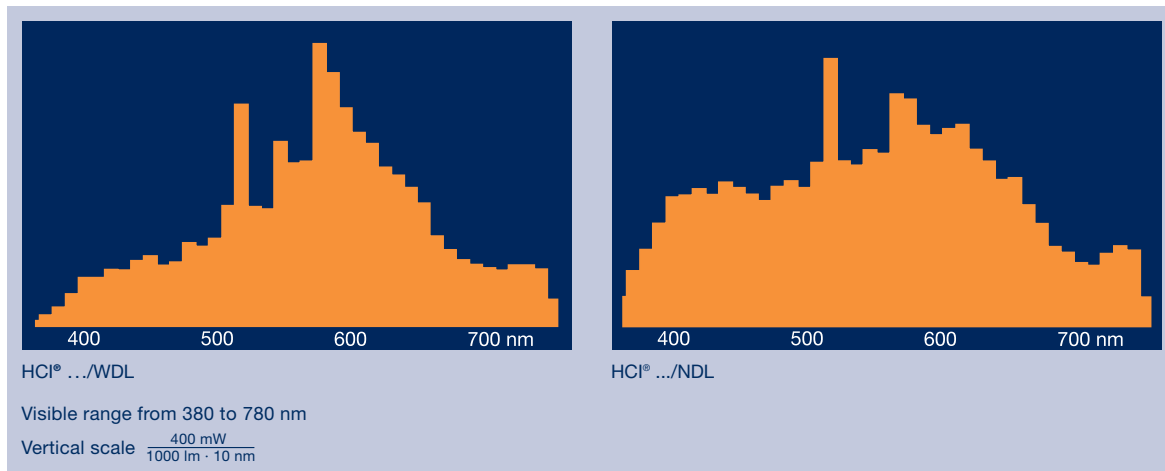 400 500 600 700 nm
400 500 600 700 nm
HCI® …/WDL
HCI® .../NDL
Visible range from 380 to 780 nm
Vertical scale 400 mW
1000 lm · 10 nm